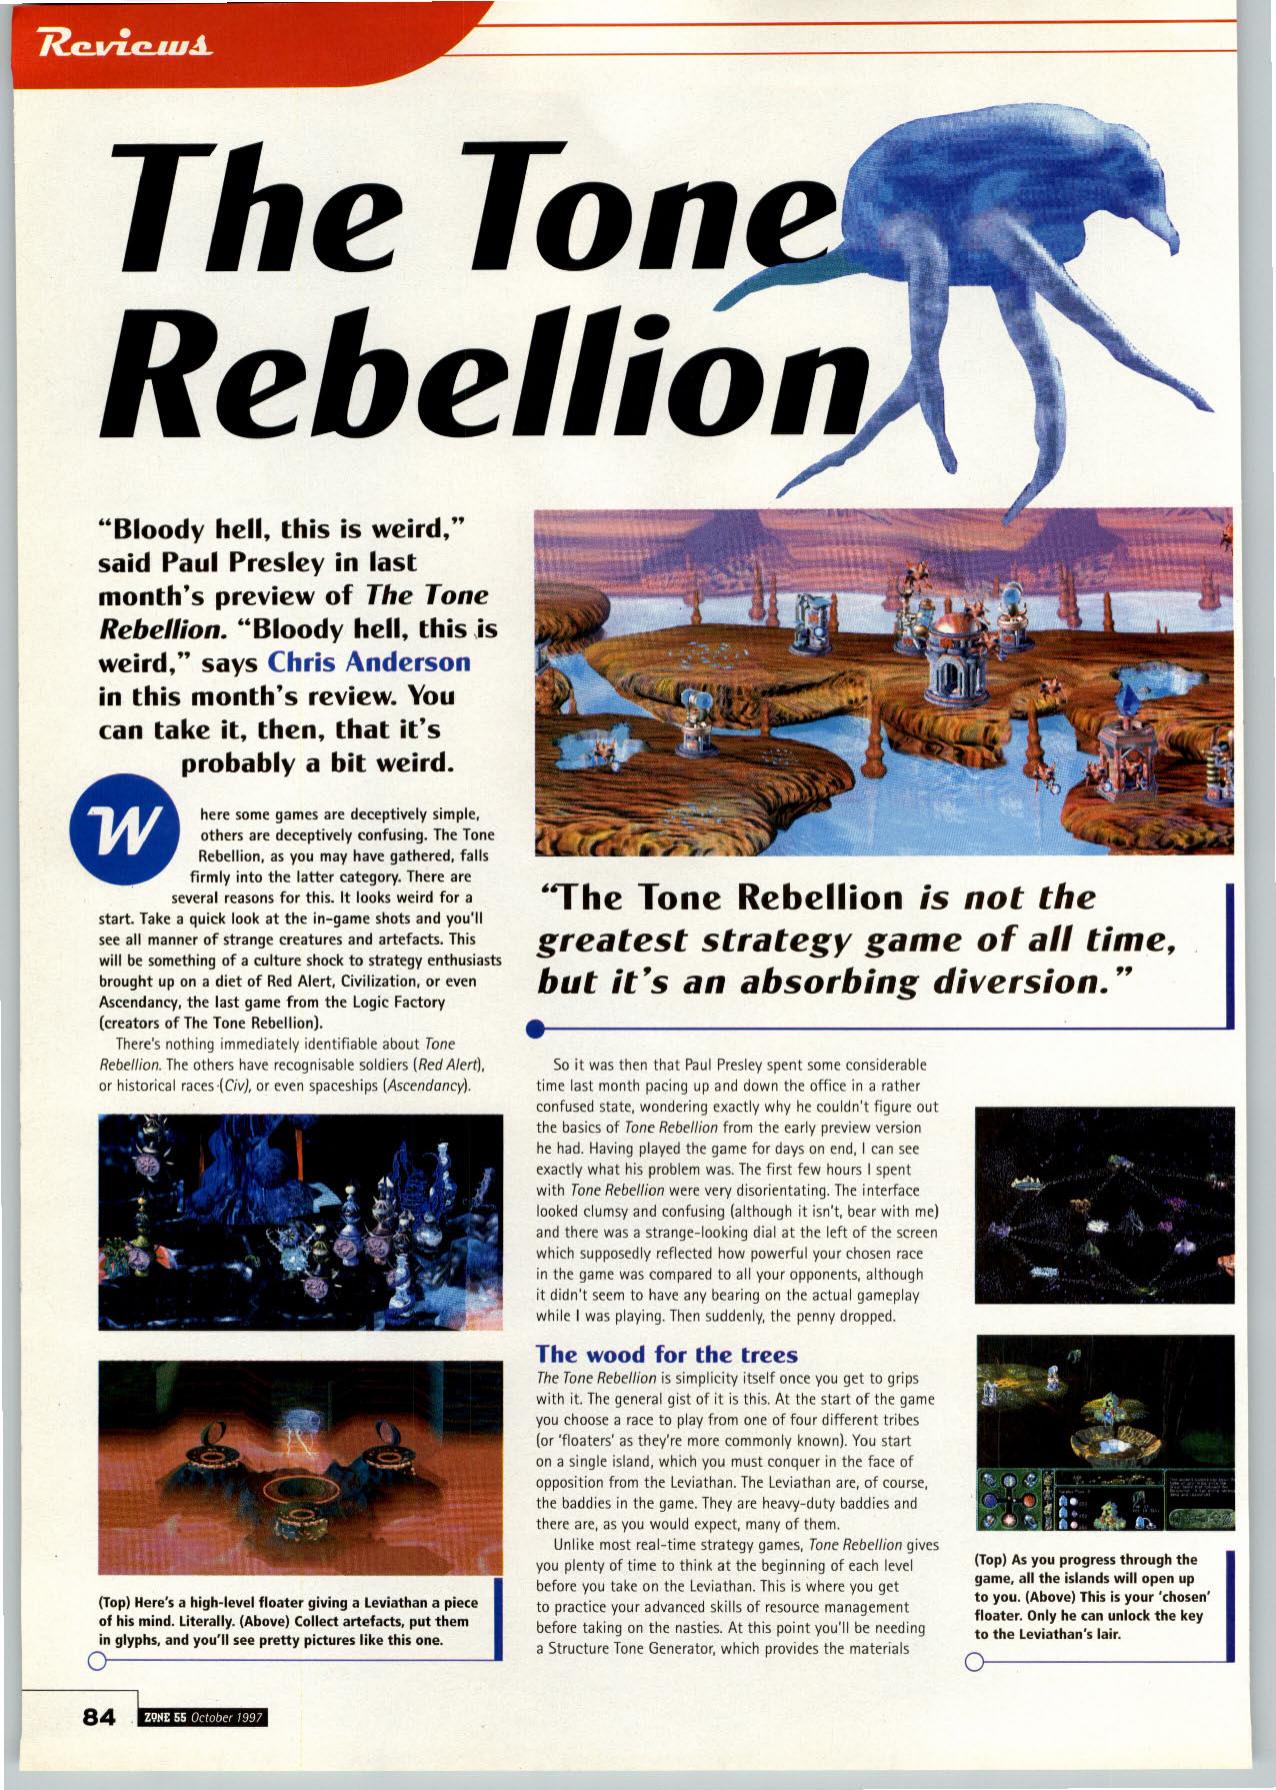 Reviews
The Tone
Rebellion
“Bloody hell, this is weird,”
said Paul Presley in last
month’s preview of The Tone
Rebellion. “Bloody hell, this is
weird,” says Chris Anderson
in this month’s review. You
can take it, then, that it’s
probably a bit weird.
Where some games are deceptively simple,
others are deceptively confusing. The Tone
Rebellion, as you may have gathered, falls
firmly into the latter category. There are
several reasons for this. It looks weird for a
start. Take a quick look at the in-game shots and you'll
see all manner of strange creatures and artefacts. This
will be something of a culture shock to strategy enthusiasts
brought up on a diet of Red Alert, Civilization, or even
Ascendancy, the last game from the Logic Factory
(creators of The Tone Rebellion).
There's nothing immediately identifiable about Tone
Rebellion. The others have recognisable soldiers (Red Alert),
or historical races (Civ), or even spaceships (Ascendancy).
(Top) Here's a high-level floater giving a Leviathan a piece
of his mind. Literally. (Above) Collect artefacts, put them
in glyphs, and you'll see pretty pictures like this one.
“The Tone Rebellion is not the
greatest strategy game of all time,
but it’s an absorbing diversion.”
So it was then that Paul Presley spent some considerable
time last month pacing up and down the office in a rather
confused state, wondering exactly why he couldn't figure out
the basics of Tone Rebellion from the early preview version
he had. Having played the game for days on end, I can see
exactly what his problem was. The first few hours I spent
with Tone Rebellion were very disorientating. The interface
looked clumsy and confusing (although it isn't, bear with me)
and there was a strange-looking dial at the left of the screen
which supposedly reflected how powerful your chosen race
in the game was compared to all your opponents, although
it didn't seem to have any bearing on the actual gameplay
while I was playing. Then suddenly, the penny dropped.
The wood for the trees
The Tone Rebellion is simplicity itself once you get to grips
with it. The general gist of it is this. At the start of the game
you choose a race to play from one of four different tribes
(or 'floaters' as they're more commonly known). You start
on a single island, which you must conquer in the face of
opposition from the Leviathan. The Leviathan are, of course,
the baddies in the game. They are heavy-duty baddies and
there are, as you would expect, many of them.
Unlike most real-time strategy games, Tone Rebellion gives
you plenty of time to think at the beginning of each level
before you take on the Leviathan. This is where you get
to practice your advanced skills of resource management
before taking on the nasties. At this point you'll be needing
a Structure Tone Generator, which provides the materials
(Top) As you progress through the
game, all the islands will open up
to you. (Above) This is your 'chosen'
floater. Only he can unlock the key
to the Leviathan's lair.
84 ZONE 55 October 1997